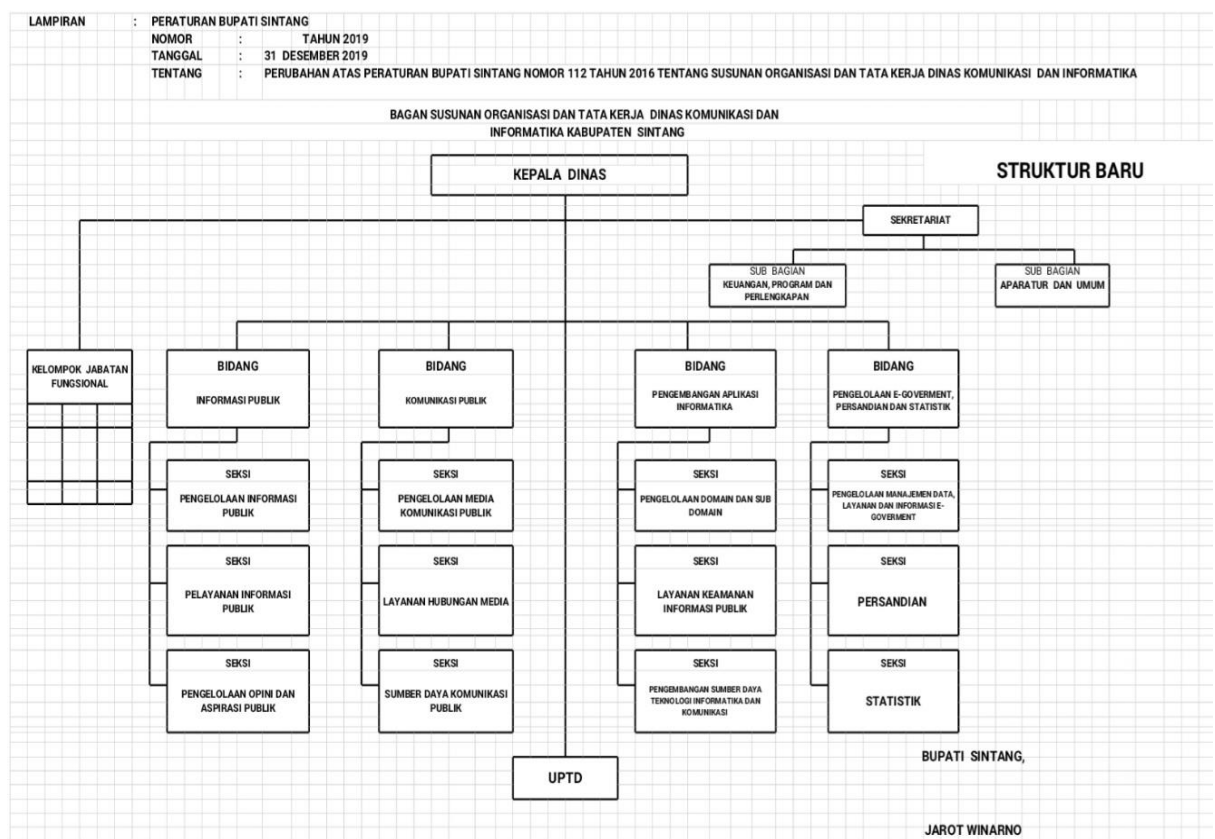 LAMPIRAN : PERATURAN BUPATI SINTANG
NOMOR : TAHUN 2019
TANGGAL : 31 DESEMBER 2019
TENTANG : PERUBAHAN ATAS PERATURAN BUPATI SINTANG NOMOR 112 TAHUN 2016 TENTANG SUSUNAN ORGANISASI DAN TATA KERJA DINAS KOMUNIKASI DAN INFORMATIKA
BAGAN SUSUNAN ORGANISASI DAN TATA KERJA DINAS KOMUNIKASI DAN
INFORMATIKA KABUPATEN SINTANG
STRUKTUR BARU
KEPALA DINAS
SEKRETARIAT
SUB BAGIAN
KEUANGAN, PROGRAM DAN
PERLENGKAPAN
SUB BAGIAN
APARATUR DAN UMUM
KELOMPOK JABATAN
FUNGSIONAL
BIDANG
INFORMASI PUBLIK
BIDANG
KOMUNIKASI PUBLIK
BIDANG
PENGEMBANGAN APLIKASI
INFORMATIKA
BIDANG
PENGELOLAAN E-GOVERMENT,
PERSANDIAN DAN STATISTIK
SEKSI
PENGELOLAAN INFORMASI
PUBLIK
SEKSI
PENGELOLAAN MEDIA
KOMUNIKASI PUBLIK
SEKSI
PENGELOLAAN DOMAIN DAN SUB
DOMAIN
SEKSI
PENGELOLAAN MANAJEMEN DATA,
LAYANAN DAN INFORMASI E-
GOVERMENT
SEKSI
PELAYANAN INFORMASI
PUBLIK
SEKSI
LAYANAN HUBUNGAN MEDIA
SEKSI
LAYANAN KEAMANAN
INFORMASI PUBLIK
SEKSI
PERSANDIAN
SEKSI
PENGELOLAAN OPINI DAN
ASPIRASI PUBLIK
SEKSI
SUMBER DAYA KOMUNIKASI
PUBLIK
SEKSI
PENGEMBANGAN SUMBER DAYA
TEKNOLOGI INFORMATIKA DAN
KOMUNIKASI
SEKSI
STATISTIK
UPTD
BUPATI SINTANG,
JAROT WINARNO